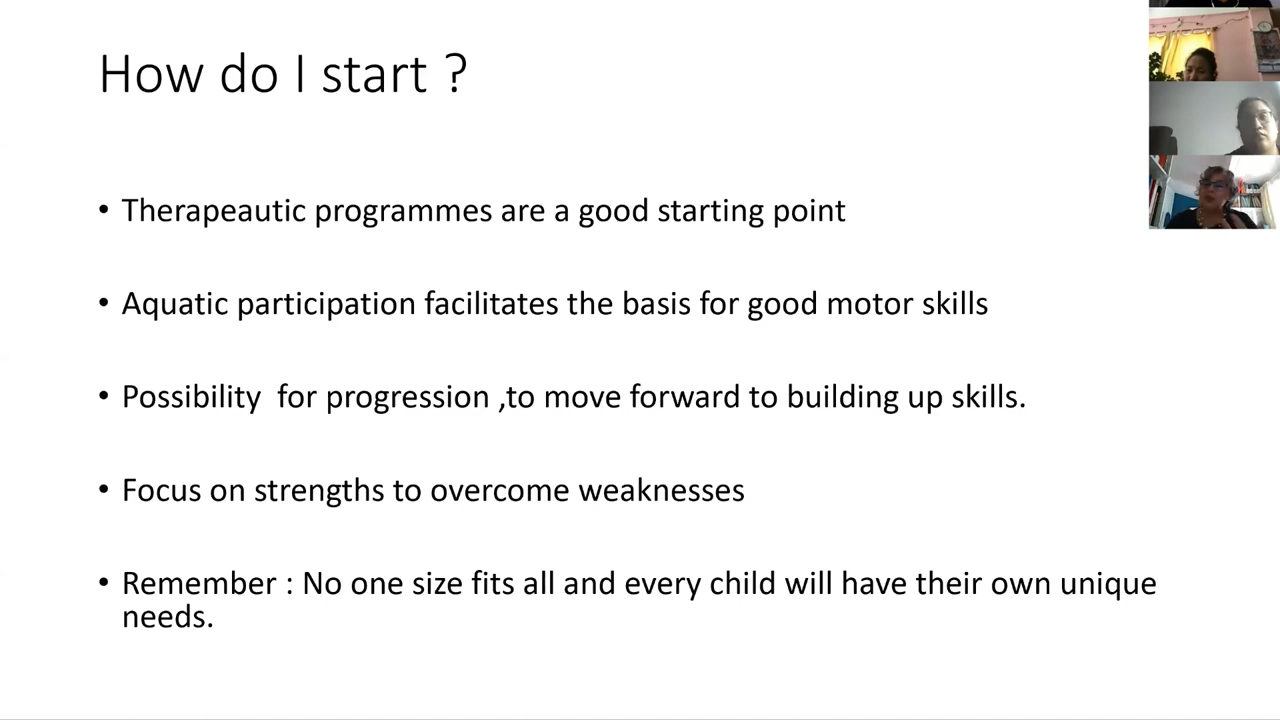 How do I start ?
• Therapeautic programmes are a good starting point
• Aquatic participation facilitates the basis for good motor skills
• Possibility  for progression ,to move forward to building up skills.
• Focus on strengths to overcome weaknesses
• Remember : No one size fits all and every child will have their own unique
needs.